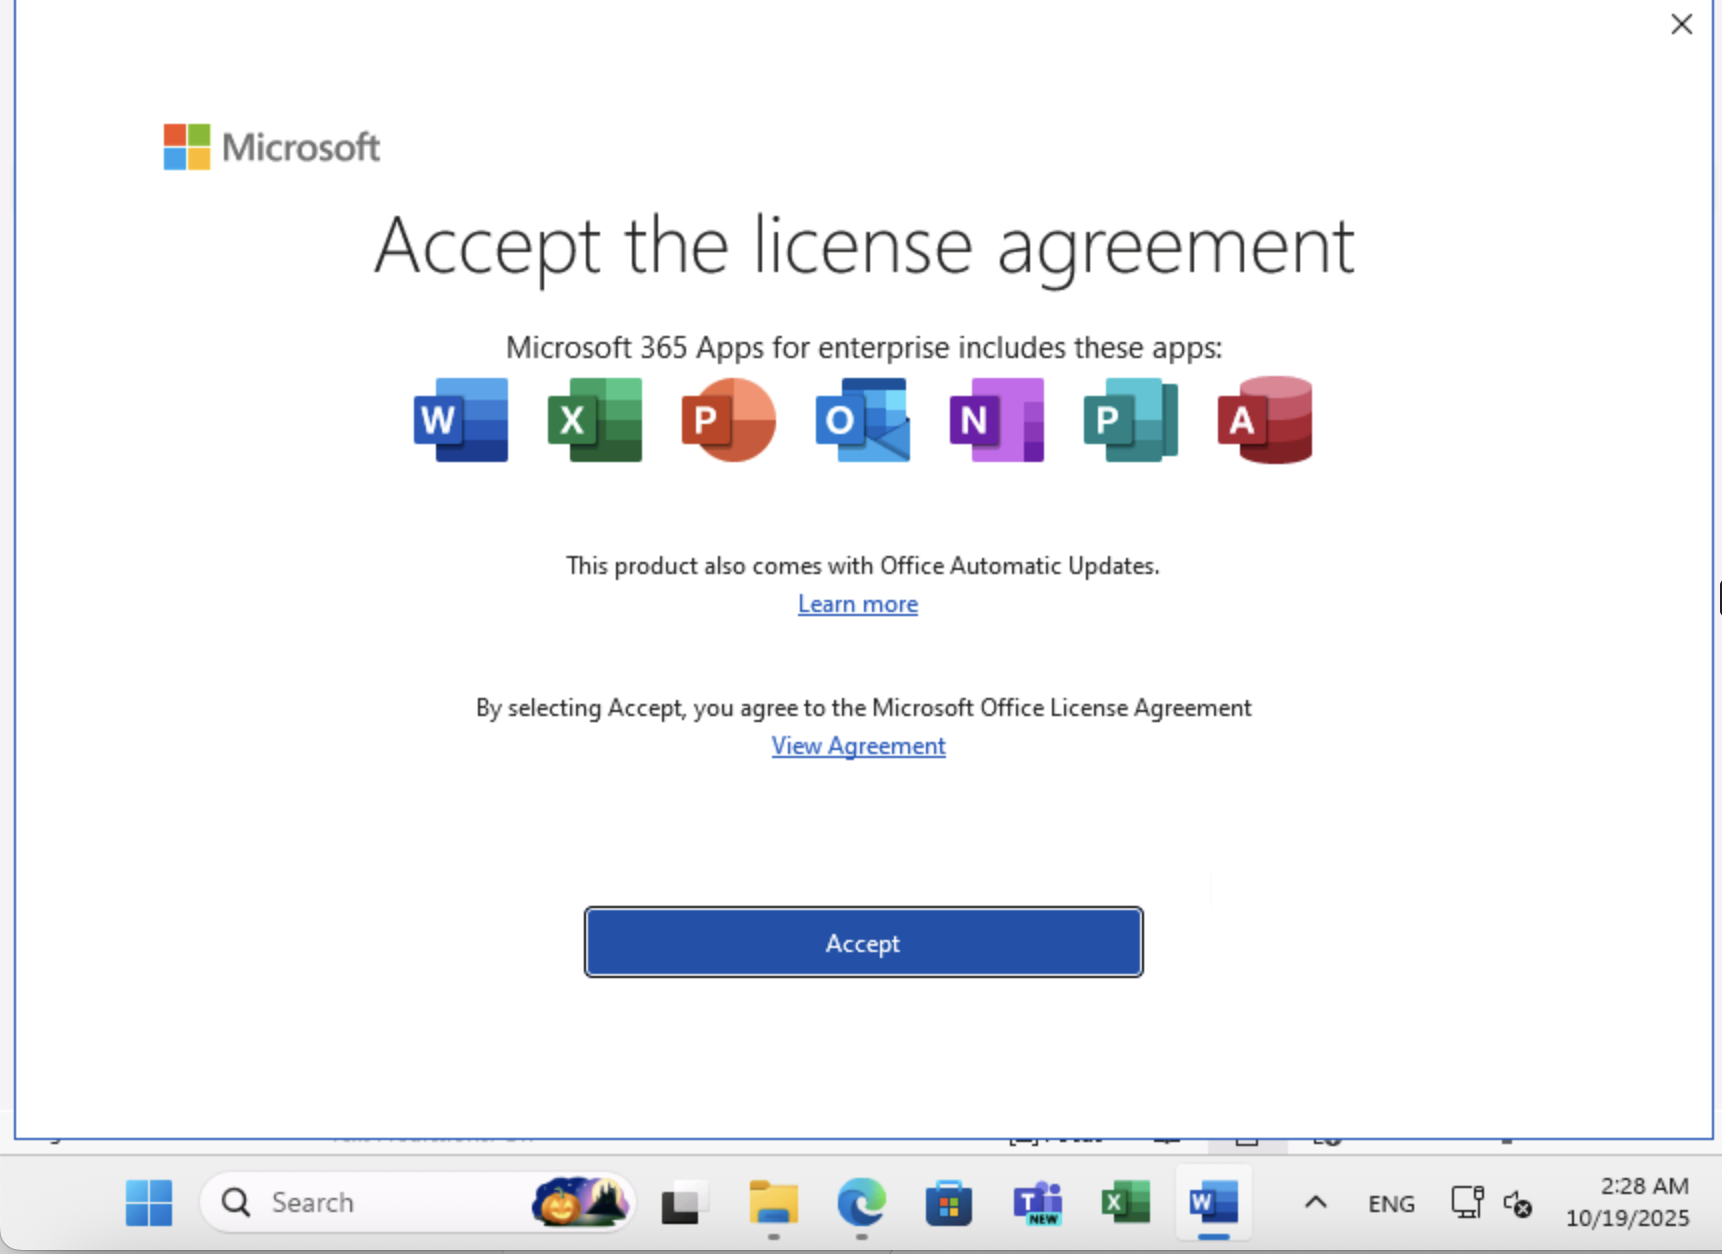 Microsoft
Accept the license agreement
Microsoft 365 Apps for enterprise includes these apps:
W X P O N P A
This product also comes with Office Automatic Updates.
Learn more
By selecting Accept, you agree to the Microsoft Office License Agreement
View Agreement
Accept
Search
NEW
X
W
ENG
2:28 AM
10/19/2025